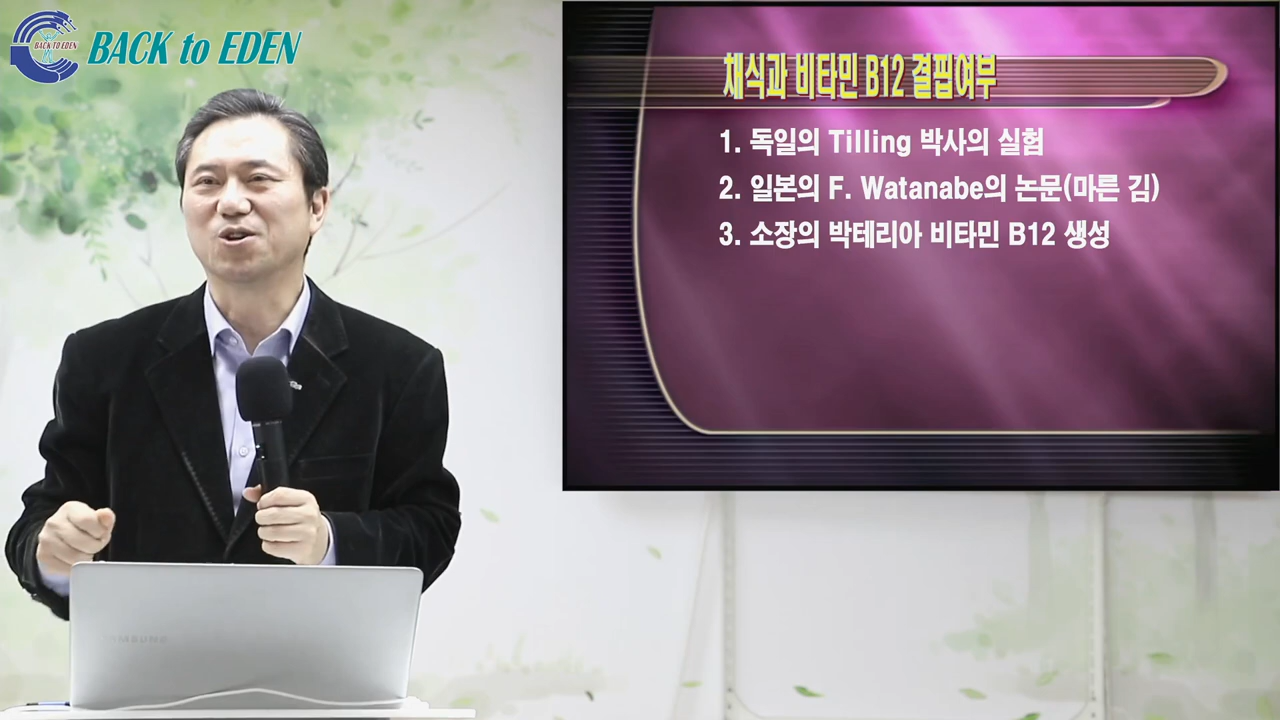 BACK TO EDEN
BACK to EDEN
채식과 비타민 B12 결핍여부
1. 독일의 Tilling 박사의 실험
2. 일본의 F. Watanabe의 논문(마른 김)
3. 소장의 박테리아 비타민 B12 생성
SAMSUNG